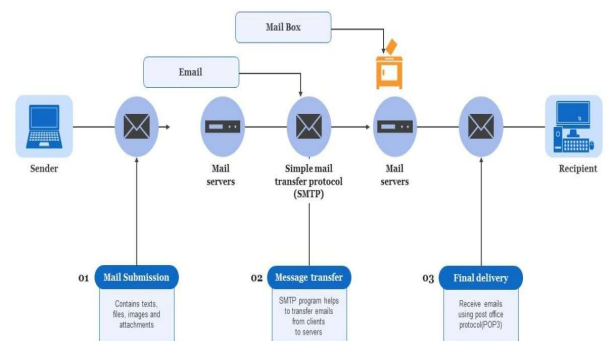 Mail Box
Email
Sender
Mail
servers
Simple mail
transfer protocol
(SMTP)
Mail
servers
Recipient
01 Mail Submission
Contains texts,
files, images and
attachments
02 Message transfer
SMTP program helps
to transfer emails
from clients
to servers
03 Final delivery
Receive emails
using post office
protocol(POP3)